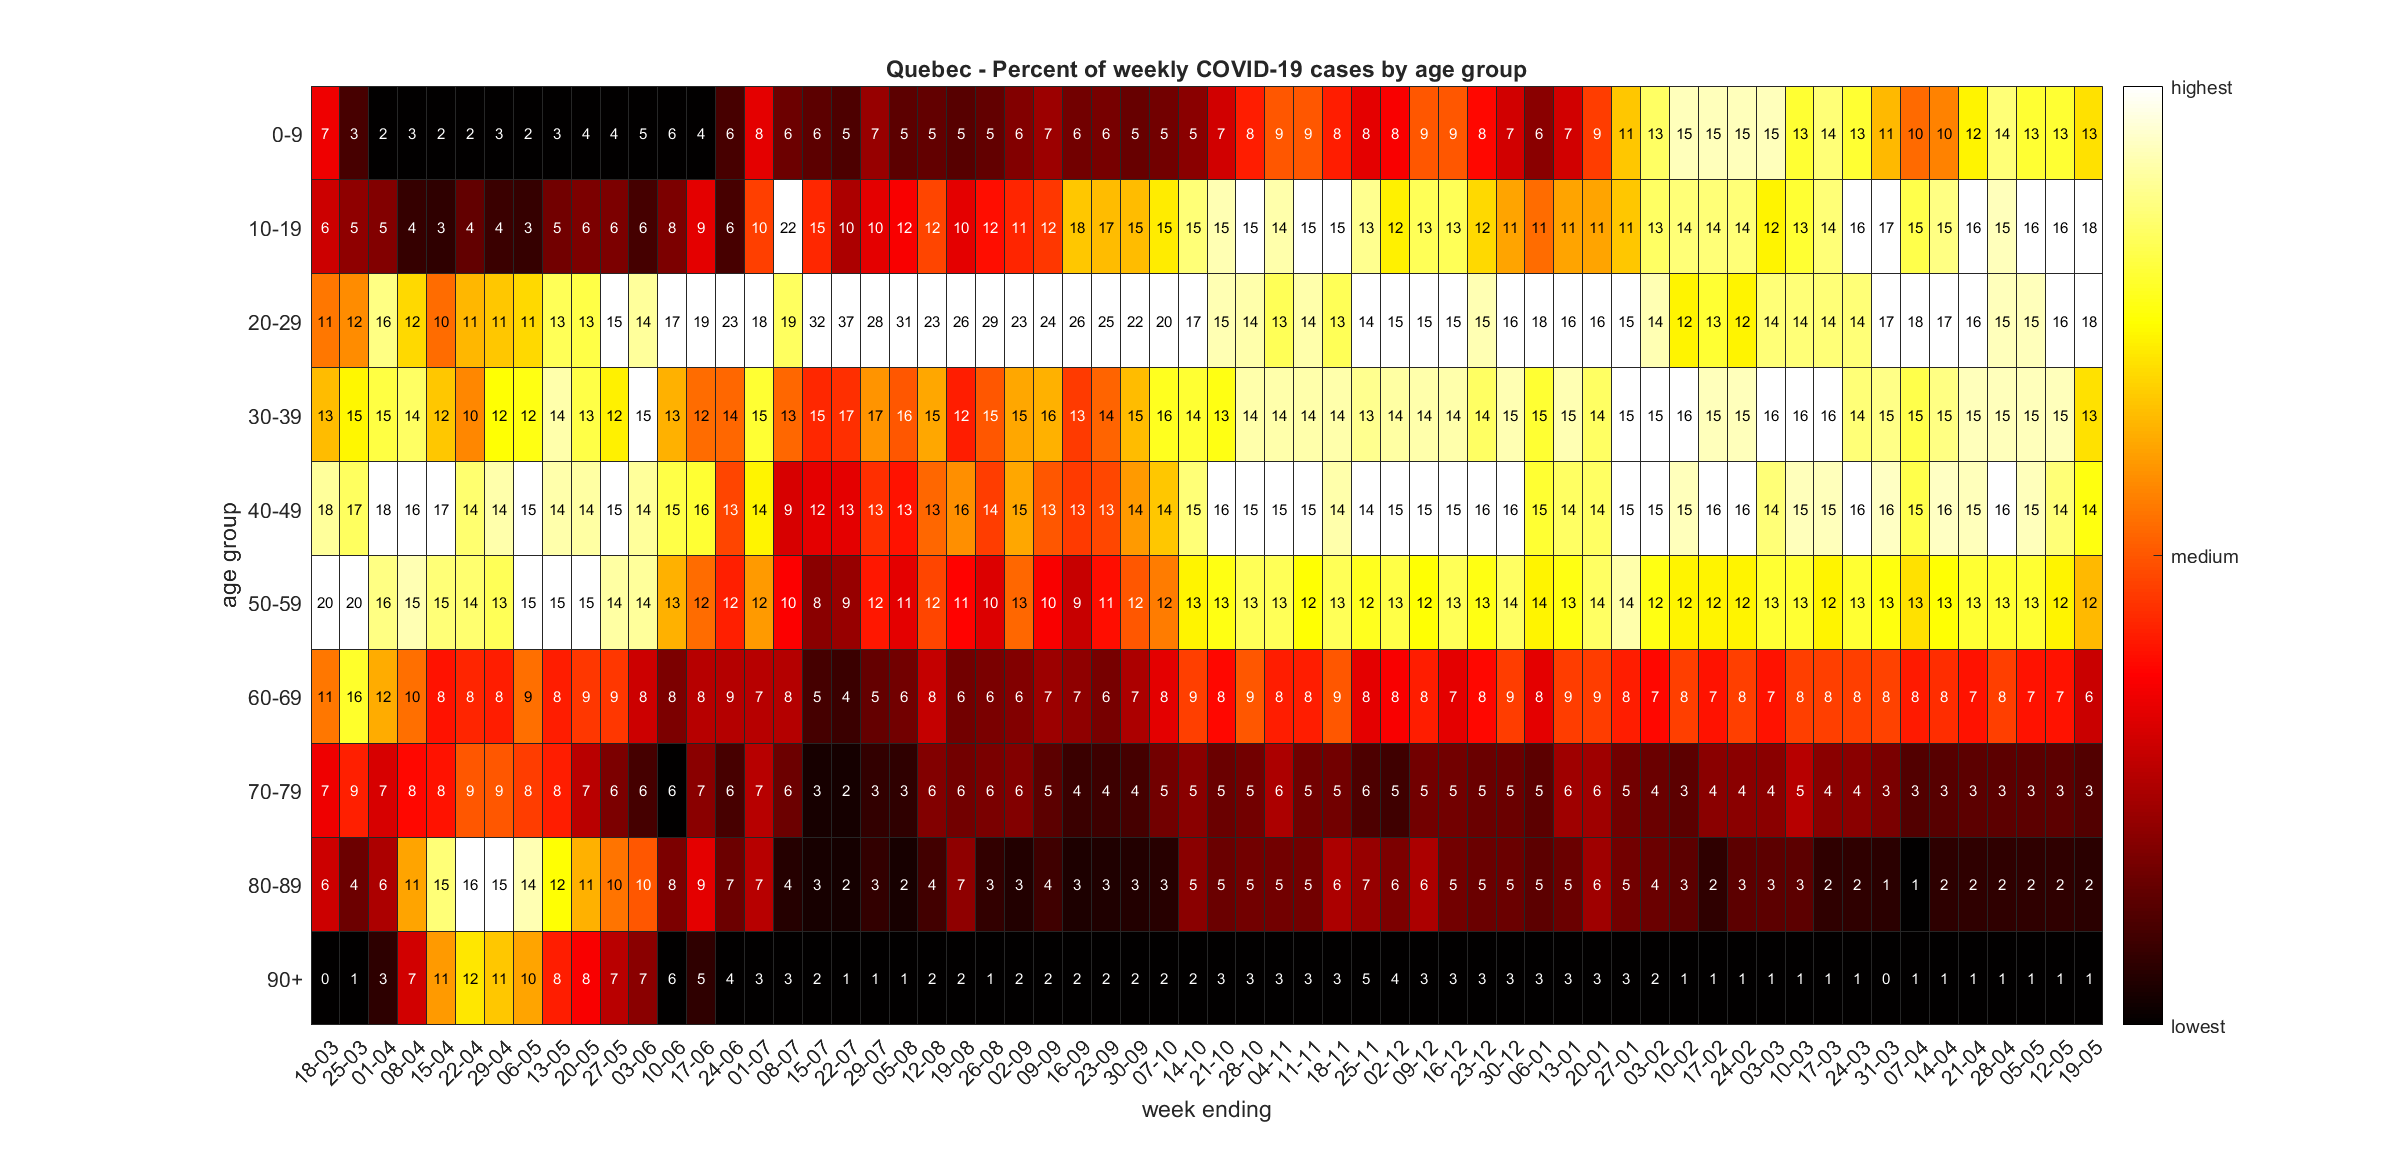 Quebec - Percent of weekly COVID-19 cases by age group
highest
0-9 7 3 2 3 2 2 3 2 3 4 4 5 6 4 6 8 6 6 5 7 5 5 5 5 6 7 6 6 5 5 5 7 8 9 9 8 8 8 9 9 8 7 6 7 9 11 13 15 15 15 15 13 14 13 11 10 10 12 14 13 13 13
10-19 6 5 5 4 3 4 4 3 5 6 6 6 8 9 6 10 22 15 10 10 12 12 10 12 11 12 18 17 15 15 15 15 15 14 15 15 13 12 13 13 12 11 11 11 11 11 13 14 14 14 12 13 14 16 17 15 15 16 15 16 16 18
20-29 11 12 16 12 10 11 11 11 13 13 15 14 17 19 23 18 19 32 37 28 31 23 26 29 23 24 26 25 22 20 17 15 14 13 14 13 14 15 15 15 15 16 18 16 16 15 14 12 13 12 14 14 14 14 17 18 17 16 15 15 16 18
30-39 13 15 15 14 12 10 12 12 14 13 12 15 13 12 14 15 13 15 17 17 16 15 12 15 15 16 13 14 15 16 14 13 14 14 14 14 13 14 14 14 14 15 15 15 14 15 15 16 15 15 16 16 16 14 15 15 15 15 15 15 15 13
40-49 18 17 18 16 17 14 14 15 14 14 15 14 15 16 13 14 9 12 13 13 13 13 16 14 15 13 13 13 14 14 15 16 15 15 15 14 14 15 15 15 16 16 15 14 14 15 15 15 16 16 14 15 15 16 16 15 16 15 16 15 14 14
age group
50-59 20 20 16 15 15 14 13 15 15 15 14 14 13 12 12 12 10 8 9 12 11 12 11 10 13 10 9 11 12 12 13 13 13 13 12 13 12 13 12 13 13 14 14 13 14 14 12 12 12 12 13 13 12 13 13 13 13 13 13 13 12 12
medium
60-69 11 16 12 10 8 8 8 9 8 9 9 8 8 8 9 7 8 5 4 5 6 8 6 6 6 7 7 6 7 8 9 8 9 8 8 9 8 8 8 7 8 9 8 9 9 8 7 8 7 8 7 8 8 8 8 8 8 7 8 7 7 6
70-79 7 9 7 8 8 9 9 8 8 7 6 6 6 7 6 7 6 3 2 3 3 6 6 6 6 5 4 4 4 5 5 5 5 6 5 5 6 5 5 5 5 5 5 6 6 5 4 3 4 4 4 5 4 4 3 3 3 3 3 3 3 3
80-89 6 4 6 11 15 16 15 14 12 11 10 10 8 9 7 7 4 3 2 3 2 4 7 3 3 4 3 3 3 3 5 5 5 5 5 6 7 6 6 5 5 5 5 5 6 5 4 3 2 3 3 3 2 2 1 1 2 2 2 2 2 2
90+ 0 1 3 7 11 12 11 10 8 8 7 7 6 5 4 3 3 2 1 1 1 2 2 1 2 2 2 2 2 2 2 3 3 3 3 3 5 4 3 3 3 3 3 3 3 3 2 1 1 1 1 1 1 1 0 1 1 1 1 1 1 1
lowest
18-03 25-03 01-04 08-04 15-04 22-04 29-04 06-05 13-05 20-05 27-05 03-06 10-06 17-06 24-06 01-07 08-07 15-07 22-07 29-07 05-08 12-08 19-08 26-08 02-09 09-09 16-09 23-09 30-09 07-10 14-10 21-10 28-10 04-11 11-11 18-11 25-11 02-12 09-12 16-12 23-12 30-12 06-01 13-01 20-01 27-01 03-02 10-02 17-02 24-02 03-03 10-03 17-03 24-03 31-03 07-04 14-04 21-04 28-04 05-05 12-05 19-05
week ending